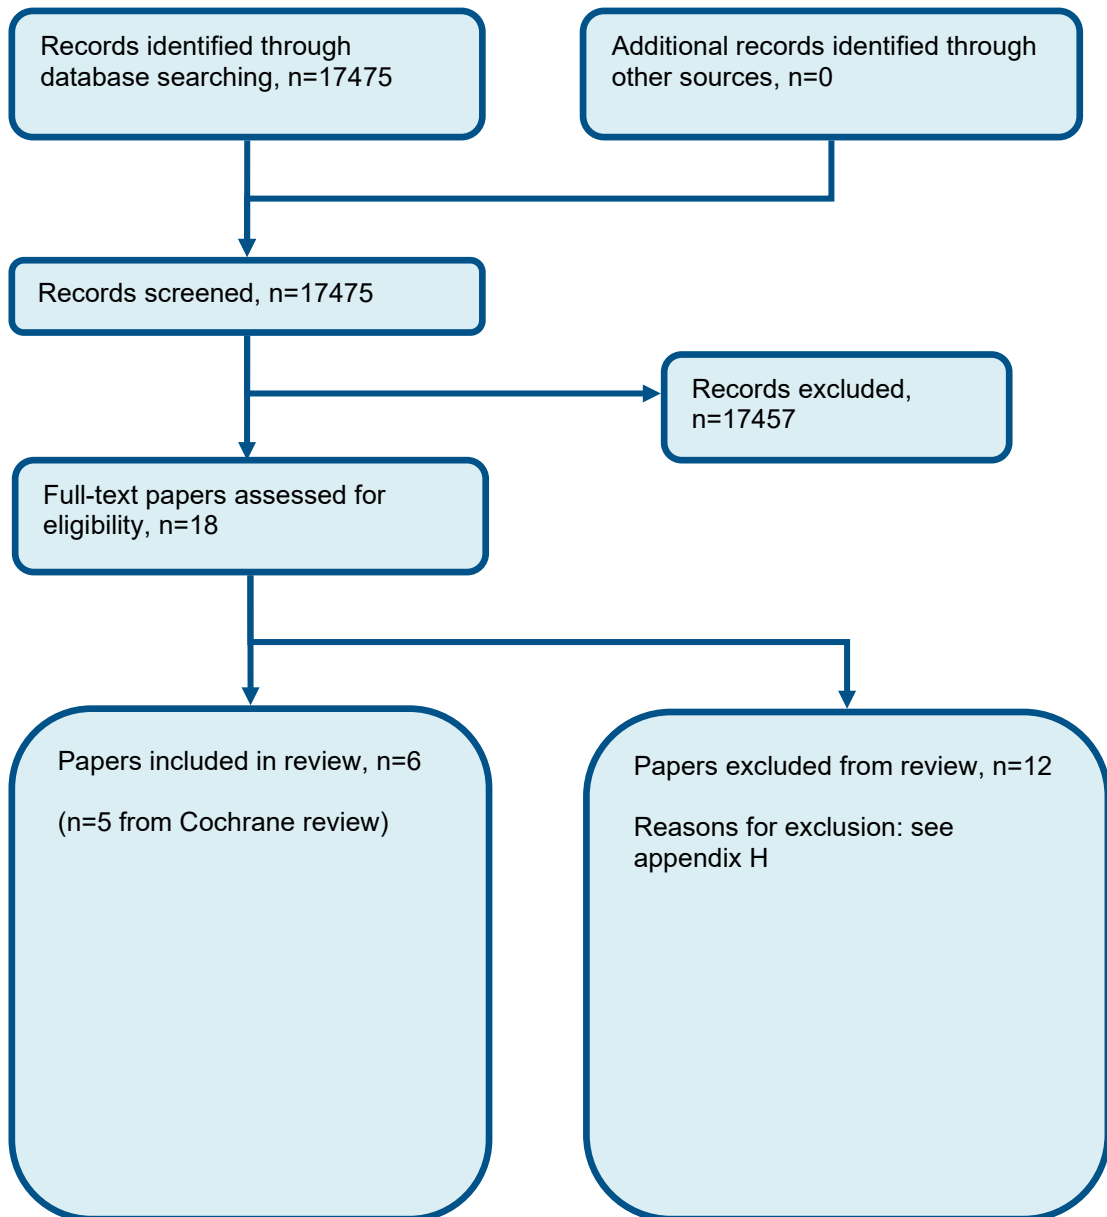 Records identified through
database searching, n=17475
Additional records identified through
other sources, n=0
Records screened, n=17475
Records excluded,
n=17457
Full-text papers assessed for
eligibility, n=18
Papers included in review, n=6
(n=5 from Cochrane review)
Papers excluded from review, n=12
Reasons for exclusion: see
appendix H